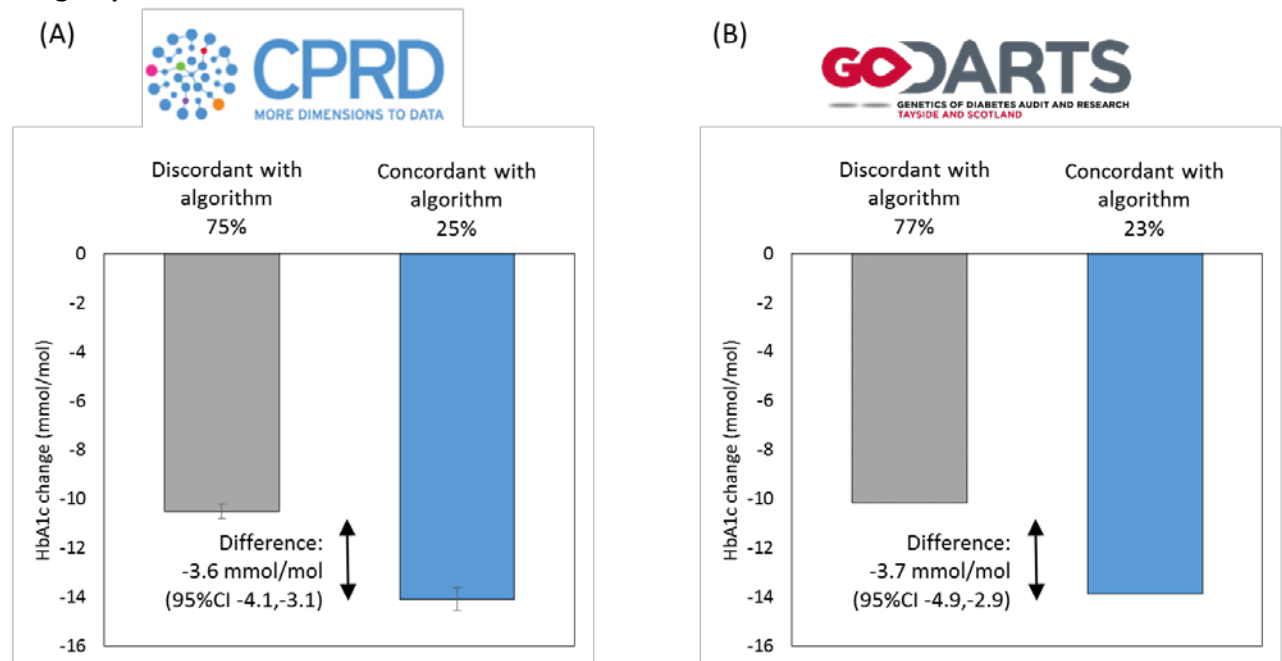 (A)
CPRD
MORE DIMENSIONS TO DATA
Discordant with
algorithm
75%
Concordant with
algorithm
25%
HbA1c change (mmol/mol)
0
-2
-4
-6
-8
-10
-12
-14
-16
Difference:
-3.6 mmol/mol
(95%CI -4.1,-3.1)
(B)
GODARTS
GENETICS OF DIABETES AUDIT AND RESEARCH
TAYSIDE AND SCOTLAND
Discordant with
algorithm
77%
Concordant with
algorithm
23%
HbA1c change (mmol/mol)
0
-2
-4
-6
-8
-10
-12
-14
-16
Difference:
-3.7 mmol/mol
(95%CI -4.9,-2.9)